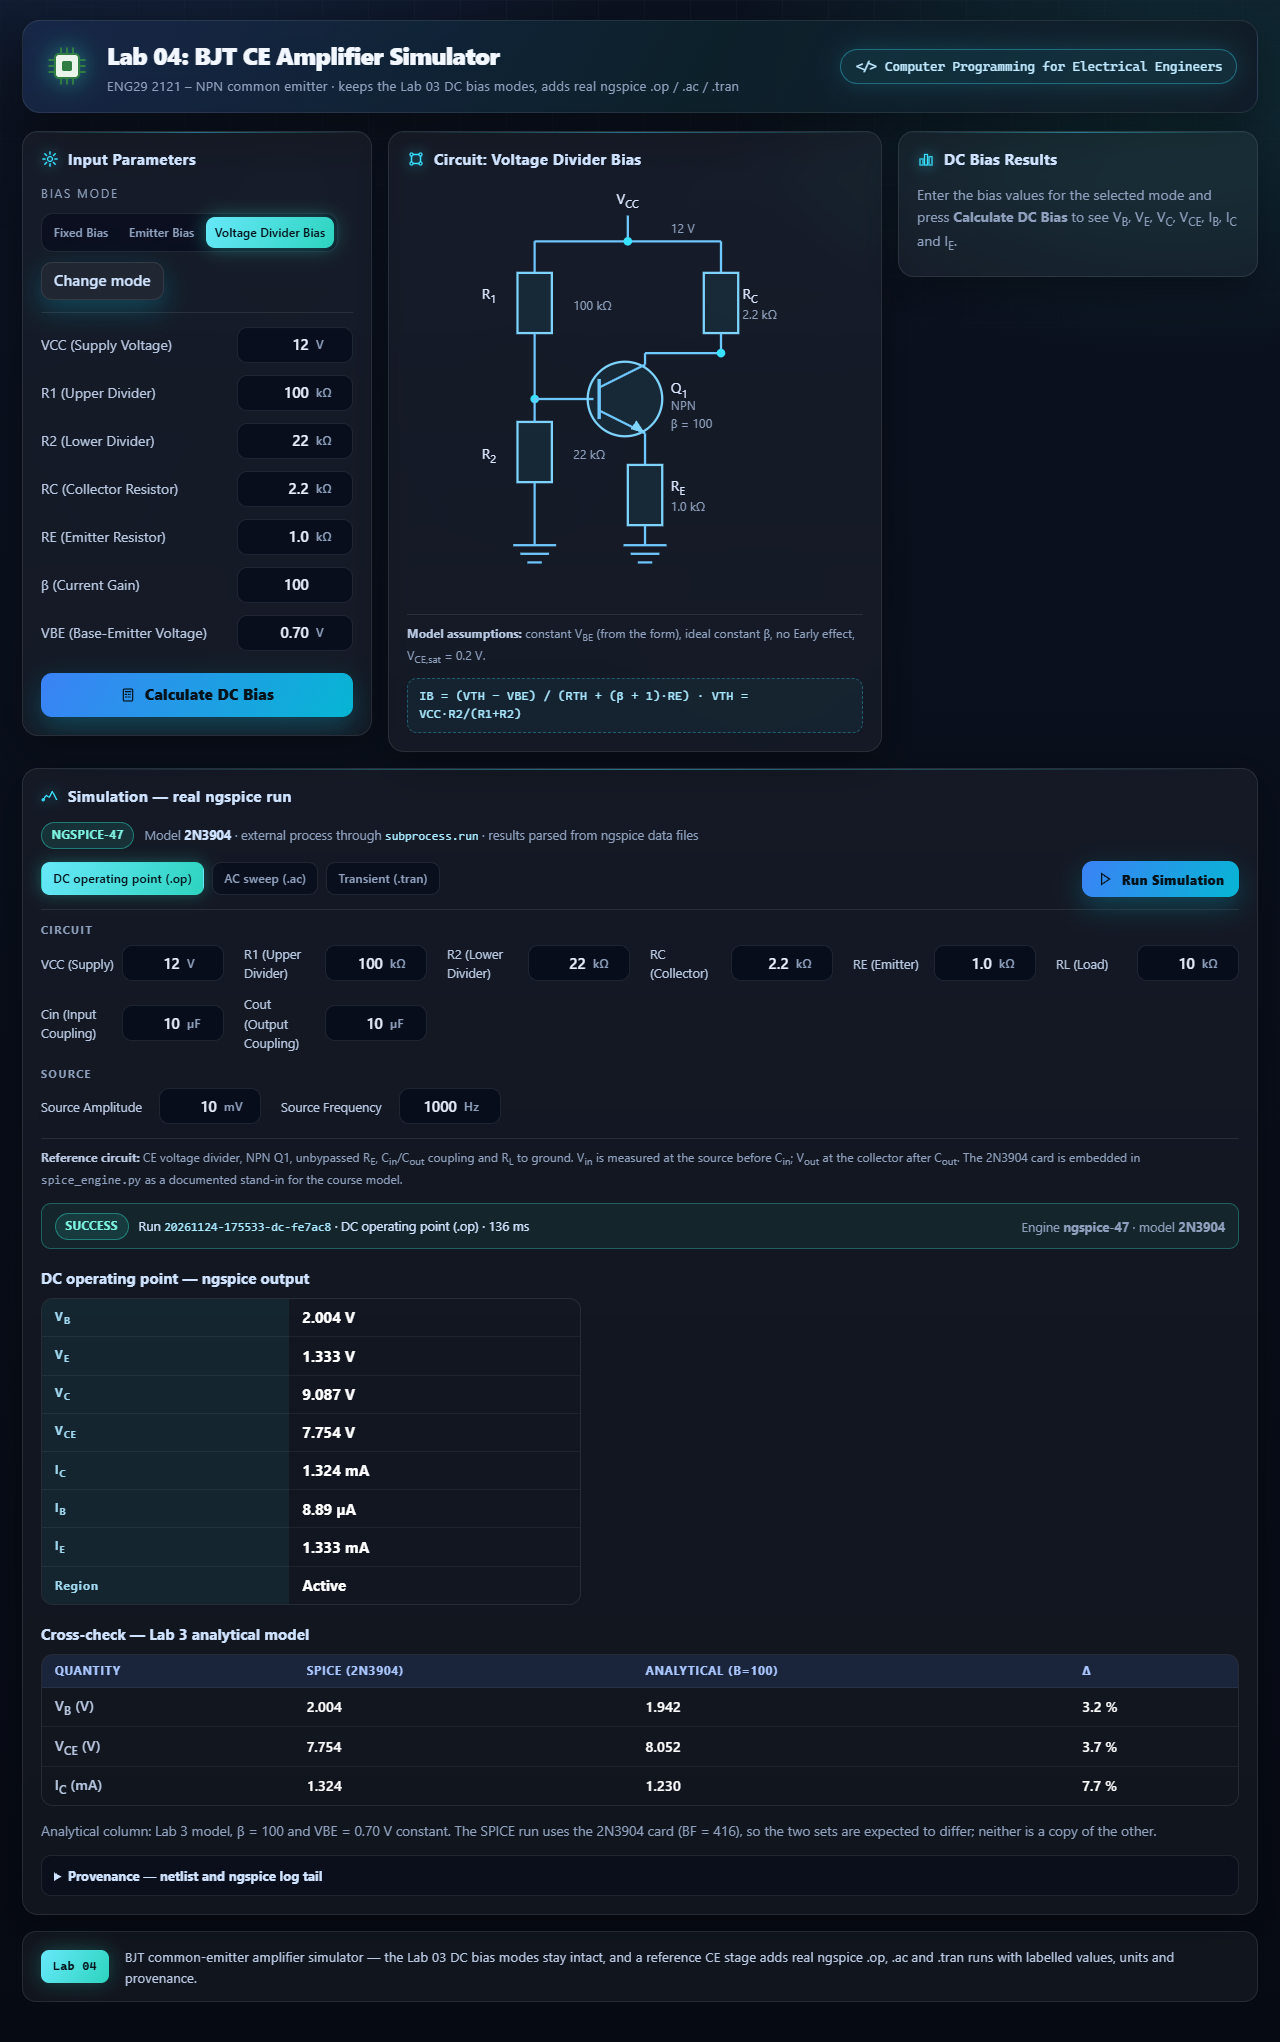 Lab 04: BJT CE Amplifier Simulator
ENG29 2121 – NPN common emitter · keeps the Lab 03 DC bias modes, adds real ngspice .op / .ac / .tran
</> Computer Programming for Electrical Engineers
Input Parameters
BIAS MODE
Fixed Bias Emitter Bias Voltage Divider Bias
Change mode
VCC (Supply Voltage) 12 V
R1 (Upper Divider) 100 kΩ
R2 (Lower Divider) 22 kΩ
RC (Collector Resistor) 2.2 kΩ
RE (Emitter Resistor) 1.0 kΩ
β (Current Gain) 100
VBE (Base-Emitter Voltage) 0.70 V
Calculate DC Bias
Circuit: Voltage Divider Bias
VCC
12 V
R1
100 kΩ
RC
2.2 kΩ
Q1
NPN
β = 100
R2
22 kΩ
RE
1.0 kΩ
Model assumptions: constant VBE (from the form), ideal constant β, no Early effect,
VCE,sat = 0.2 V.
IB = (VTH − VBE) / (RTH + (β + 1)·RE) · VTH =
VCC·R2/(R1+R2)
DC Bias Results
Enter the bias values for the selected mode and
press Calculate DC Bias to see VB, VE, VC, VCE, IB, IC
and IE.
Simulation — real ngspice run
NGSPICE-47 Model 2N3904 · external process through subprocess.run · results parsed from ngspice data files
DC operating point (.op) AC sweep (.ac) Transient (.tran)
Run Simulation
CIRCUIT
VCC (Supply) 12 V
R1 (Upper
Divider) 100 kΩ
R2 (Lower
Divider) 22 kΩ
RC
(Collector) 2.2 kΩ
RE (Emitter) 1.0 kΩ
RL (Load) 10 kΩ
Cin (Input
Coupling) 10 µF
Cout
(Output
Coupling) 10 µF
SOURCE
Source Amplitude 10 mV
Source Frequency 1000 Hz
Reference circuit: CE voltage divider, NPN Q1, unbypassed RE, Cin/Cout coupling and RL to ground. Vin is measured at the source before Cin; Vout at the collector after Cout. The 2N3904 card is embedded in
spice_engine.py as a documented stand-in for the course model.
SUCCESS Run 20261124-175533-dc-fe7ac8 · DC operating point (.op) · 136 ms
Engine ngspice-47 · model 2N3904
DC operating point — ngspice output
VB 2.004 V
VE 1.333 V
VC 9.087 V
VCE 7.754 V
IC 1.324 mA
IB 8.89 µA
IE 1.333 mA
Region Active
Cross-check — Lab 3 analytical model
QUANTITY SPICE (2N3904) ANALYTICAL (Β=100) Δ
VB (V) 2.004 1.942 3.2 %
VCE (V) 7.754 8.052 3.7 %
IC (mA) 1.324 1.230 7.7 %
Analytical column: Lab 3 model, β = 100 and VBE = 0.70 V constant. The SPICE run uses the 2N3904 card (BF = 416), so the two sets are expected to differ; neither is a copy of the other.
▶ Provenance — netlist and ngspice log tail
Lab 04
BJT common-emitter amplifier simulator — the Lab 03 DC bias modes stay intact, and a reference CE stage adds real ngspice .op, .ac and .tran runs with labelled values, units and
provenance.